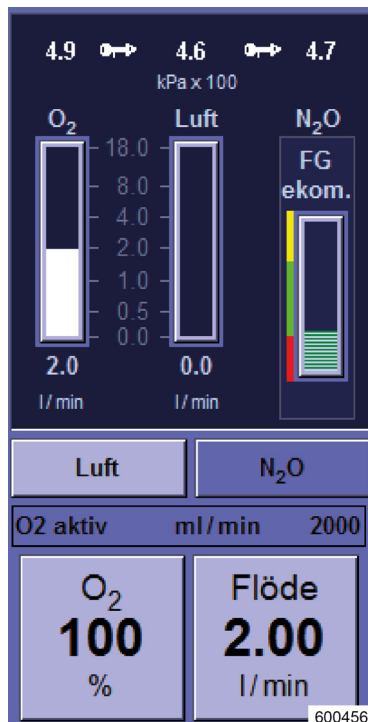 4.9 4.6 4.7
kPa x 100
O₂ Luft N₂O
FG
ekom.
18.0
8.0
4.0
2.0
1.0
0.5
0.0
2.0 0.0
l / min l / min
Luft N₂O
O2 aktiv ml / min 2000
O₂ Flöde
100 2.00
% l / min
600456